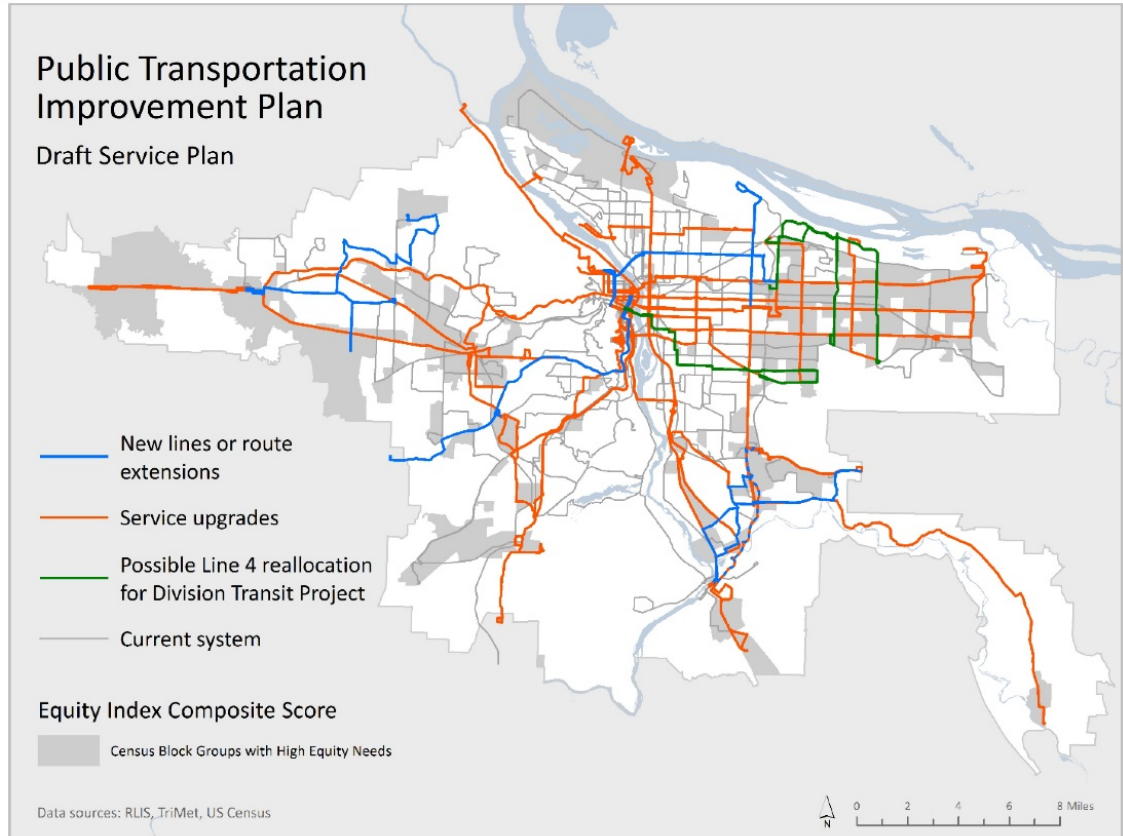 Public Transportation
Improvement Plan
Draft Service Plan
New lines or route
extensions
Service upgrades
Possible Line 4 reallocation
for Division Transit Project
Current system
Equity Index Composite Score
Census Block Groups with High Equity Needs
Data sources: RLIS, TriMet, US Census
N
0 2 4 6 8 Miles